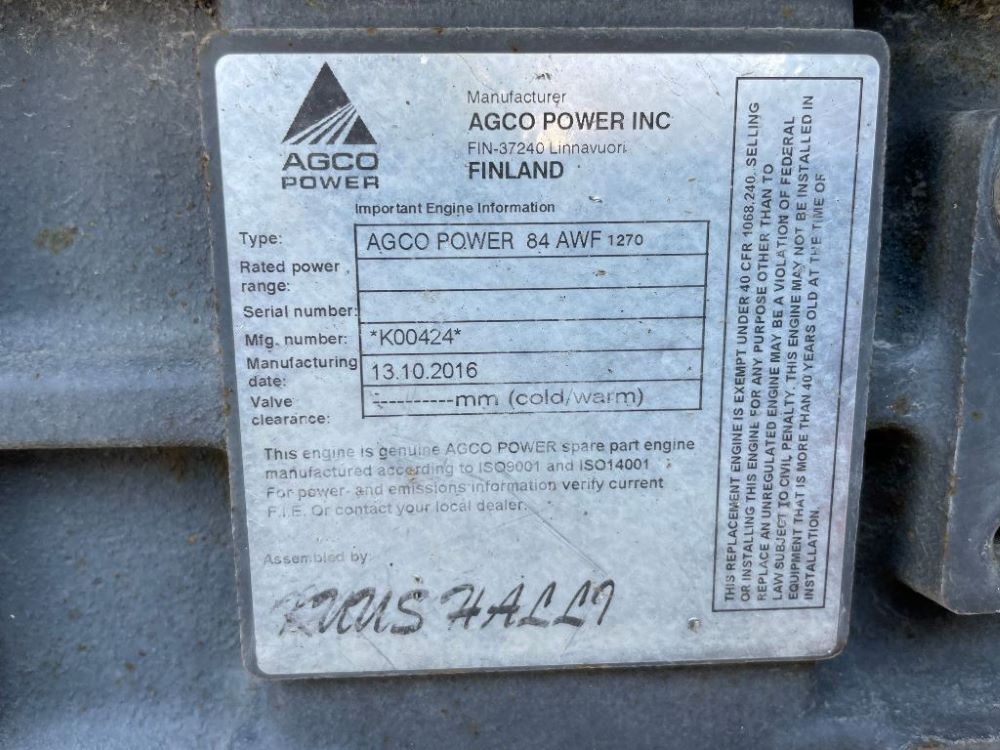 AGCO
POWER
Manufacturer
AGCO POWER INC
FIN-37240 Linnavuori
FINLAND
Important Engine Information
Type: AGCO POWER 84 AWF 1270
Rated power
range:
Serial number:
Mfg. number: *K00424*
Manufacturing
date: 13.10.2016
Valve
clearance: -----------mm (cold/warm)
This engine is genuine AGCO POWER spare part engine
manufactured according to ISO9001 and ISO14001
For power- and emissions information verify current
F.I.E. Or contact your local dealer.
Assembled by:
HALLI
THIS REPLACEMENT ENGINE IS EXEMPT UNDER 40 CFR 1068.240. SELLING
OR INSTALLING THIS ENGINE FOR ANY PURPOSE OTHER THAN TO
REPLACE AN UNREGULATED ENGINE MAY BE A VIOLATION OF FEDERAL
LAW SUBJECT TO CIVIL PENALTY. THIS ENGINE MAY NOT BE INSTALLED IN
EQUIPMENT THAT IS MORE THAN 40 YEARS OLD AT THE TIME OF
INSTALLATION.